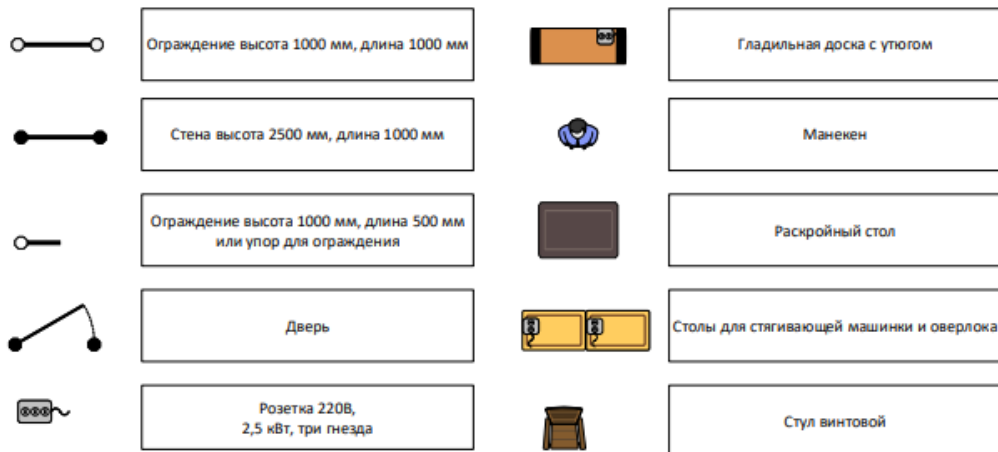 Ограждение высота 1000 мм, длина 1000 мм
Гладильная доска с утюгом
Стена высота 2500 мм, длина 1000 мм
Манекен
Ограждение высота 1000 мм, длина 500 мм
или упор для ограждения
Раскройный стол
Дверь
Столы для стягивающей машинки и оверлока
Розетка 220В,
2,5 кВт, три гнезда
Стул винтовой